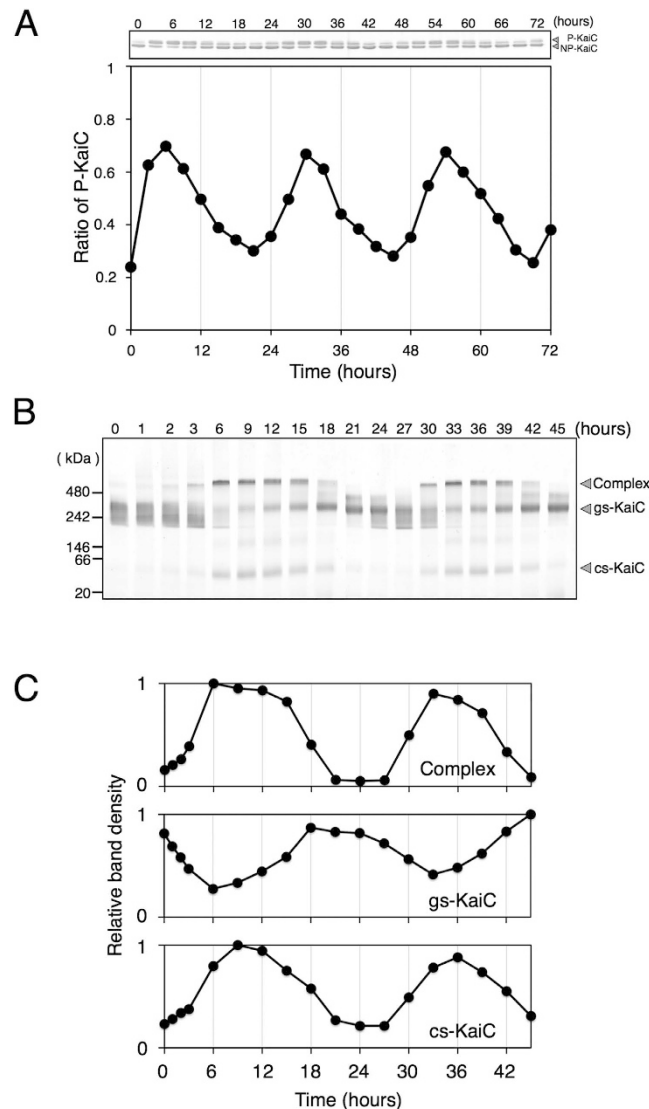 A
0 6 12 18 24 30 36 42 48 54 60 66 72 (hours)
P-KaiC
NP-KaiC
Ratio of P-KaiC
1
0.8
0.6
0.4
0.2
0
0 12 24 36 48 60 72
Time (hours)
B
0 1 2 3 6 9 12 15 18 21 24 27 30 33 36 39 42 45 (hours)
( kDa )
480
242
146
66
20
Complex
gs-KaiC
cs-KaiC
C
Relative band density
1
0
Complex
1
0
gs-KaiC
1
0
cs-KaiC
0 6 12 18 24 30 36 42
Time (hours)